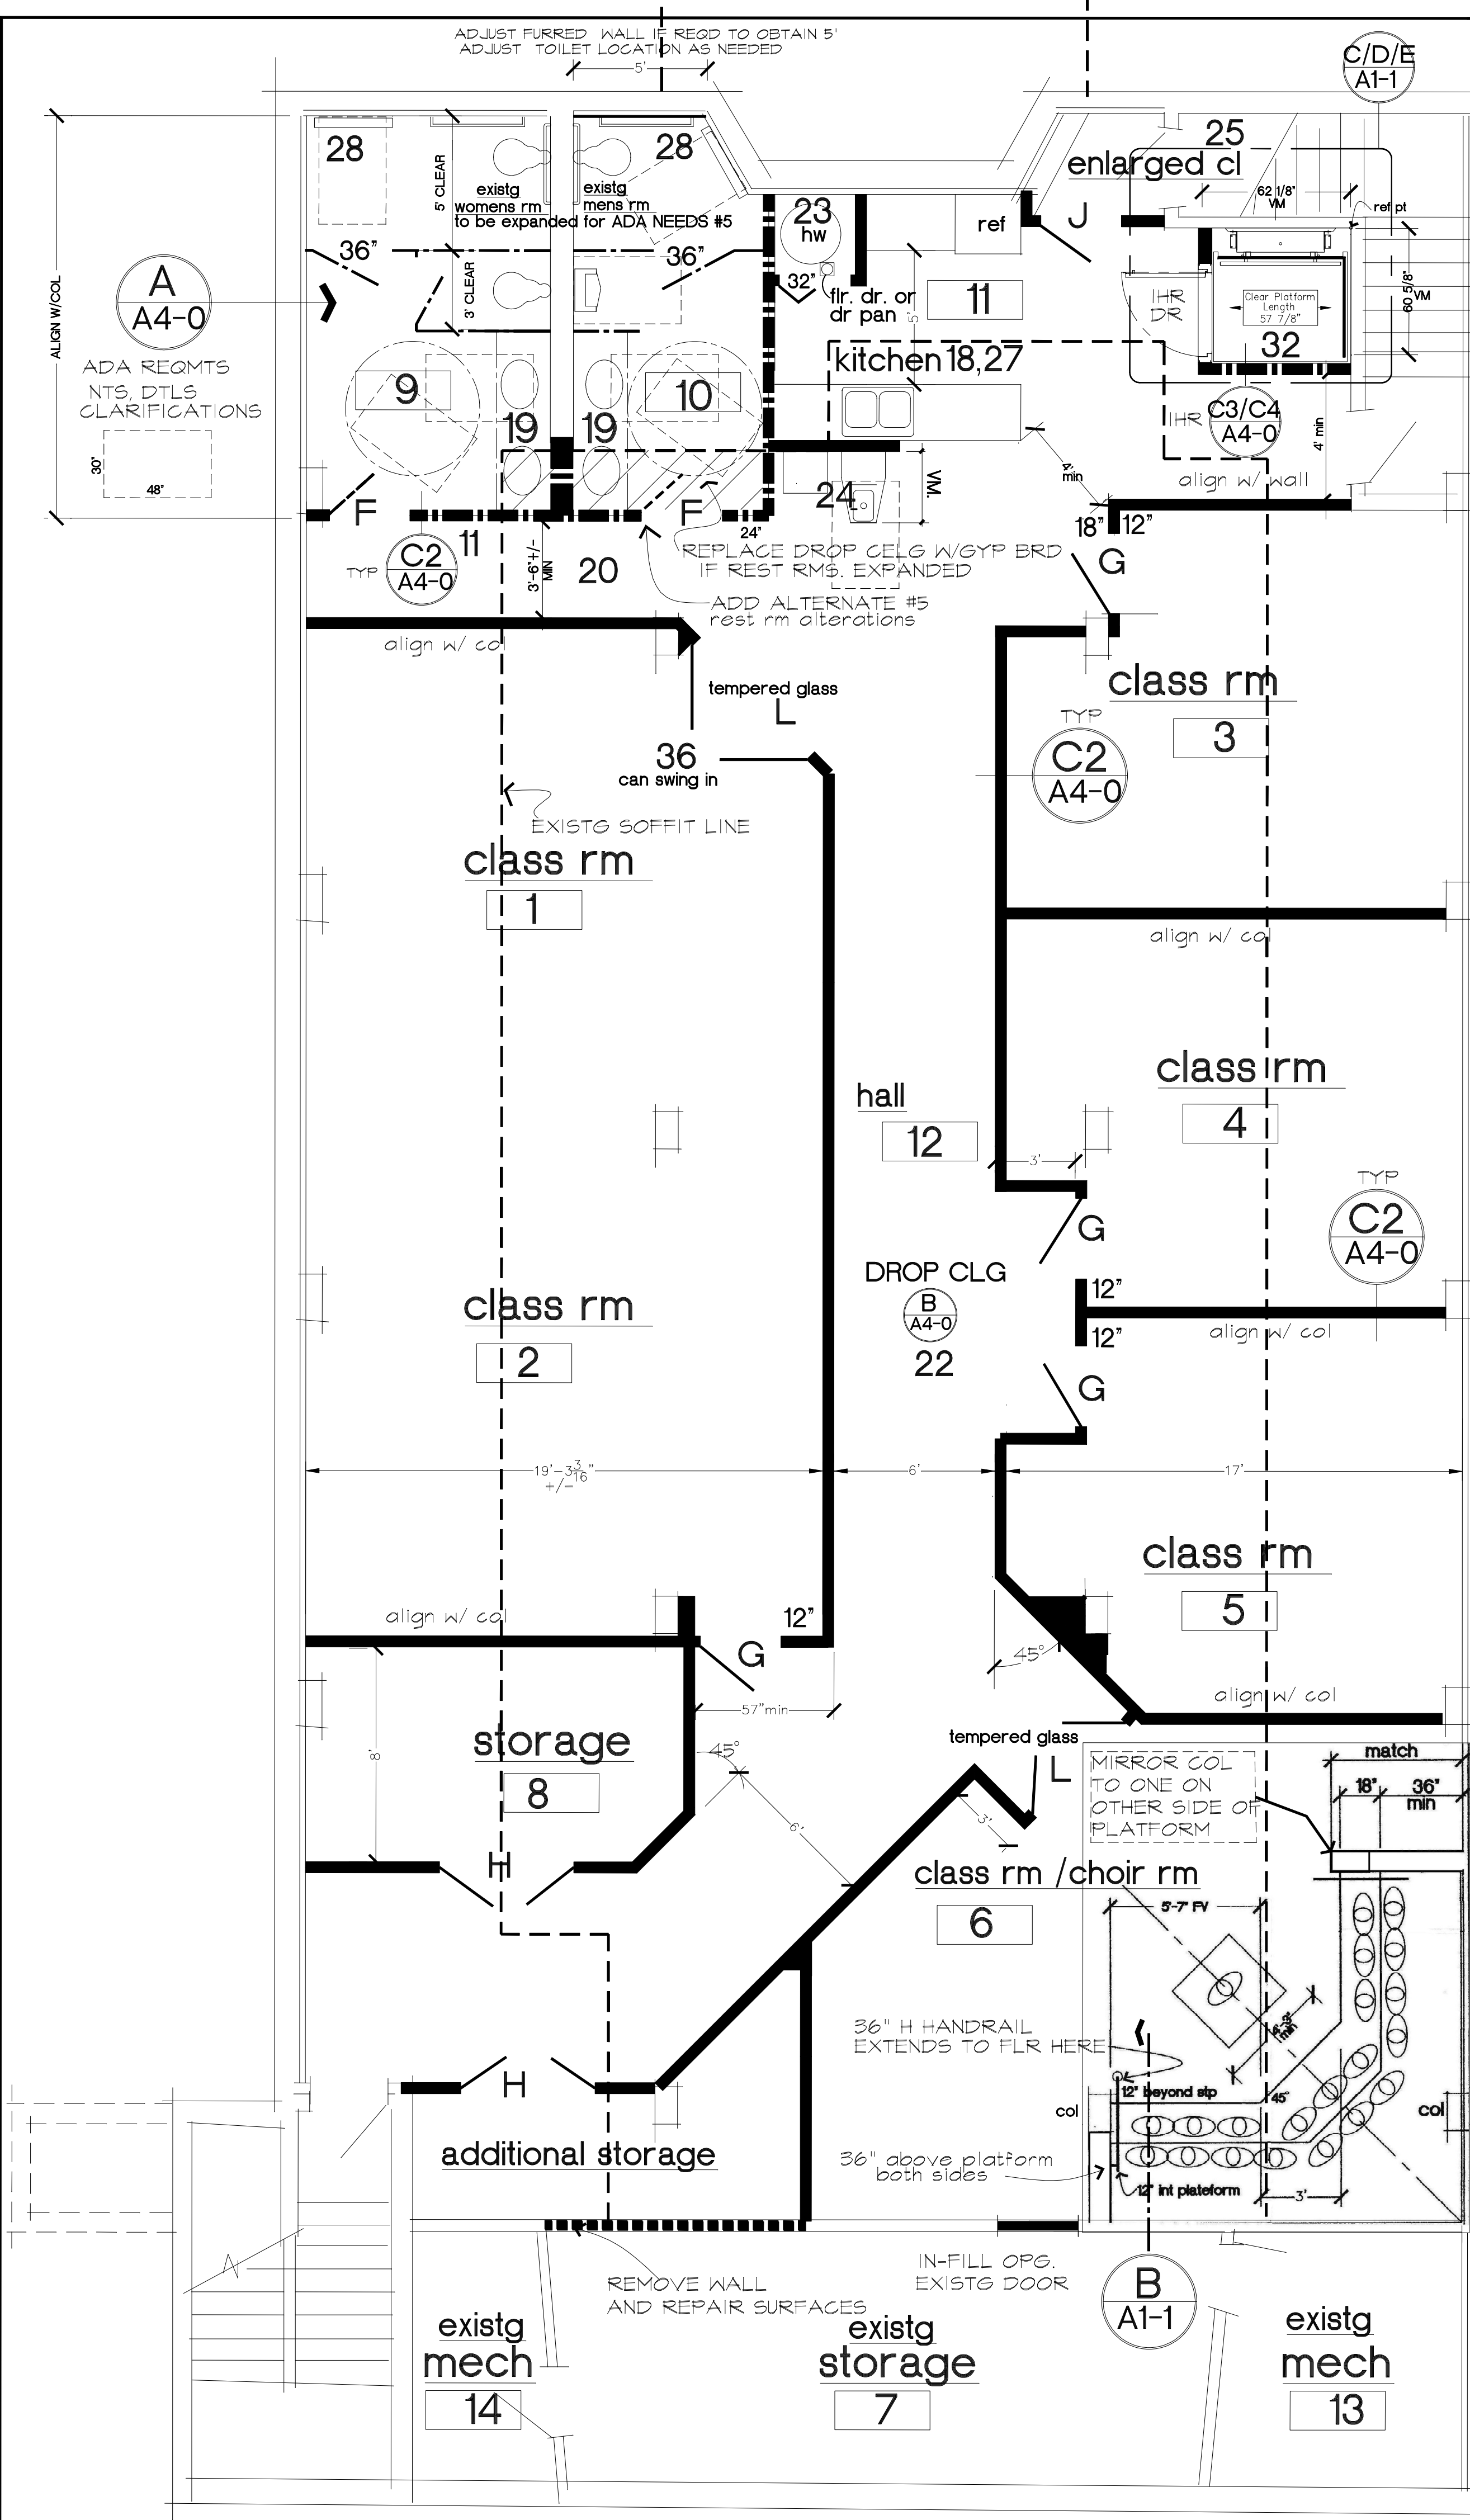 ADJUST FURRED WALL IF REQD TO OBTAIN 5'
ADJUST TOILET LOCATION AS NEEDED
5'
C/D/E
A1-1
28
28
25
enlarged cl
5' CLEAR
existg
womens rm
existg
mens rm
to be expanded for ADA NEEDS #5
23
hw
ref
J
62 1/8"
VM
ref pt
36"
36"
32"
A
A4-0
ALIGN W/COL
3' CLEAR
flr. dr. or
dr pan
5'
11
1HR
DR
Clear Platform
Length
57 7/8"
60 5/8"
VM
32
kitchen 18,27
ADA REQMTS
NTS, DTLS
CLARIFICATIONS
9
10
19
19
C3/C4
A4-0
1HR
4' min
30"
48"
4'
min
align w/ wall
24
VM.
F
F
24"
18"
12"
11
C2
A4-0
TYP
3'-6"+/-
MIN
20
REPLACE DROP CELG W/GYP BRD
IF REST RMS. EXPANDED
G
ADD ALTERNATE #5
rest rm alterations
align w/ col
tempered glass
L
class rm
3
TYP
C2
A4-0
36
can swing in
EXISTG SOFFIT LINE
class rm
1
align w/ col
class rm
4
hall
12
3'
TYP
C2
A4-0
G
DROP CLG
B
A4-0
22
12"
12"
align w/ col
class rm
2
G
19'-3 3/16"
+/-
6'
17'
class rm
5
align w/ col
12"
G
45°
57"min
align w/ col
storage
8
8'
45°
6'
tempered glass
L
3'
MIRROR COL
TO ONE ON
OTHER SIDE OF
PLATFORM
match
18"
36"
min
H
class rm /choir rm
6
5'-7" FV
4'-3"
min
36" H HANDRAIL
EXTENDS TO FLR HERE
H
12" beyond stp
45°
col
col
additional storage
36" above platform
both sides
12" int plateform
3'
REMOVE WALL
AND REPAIR SURFACES
IN-FILL OPG.
EXISTG DOOR
B
A1-1
existg
mech
14
existg
storage
7
existg
mech
13